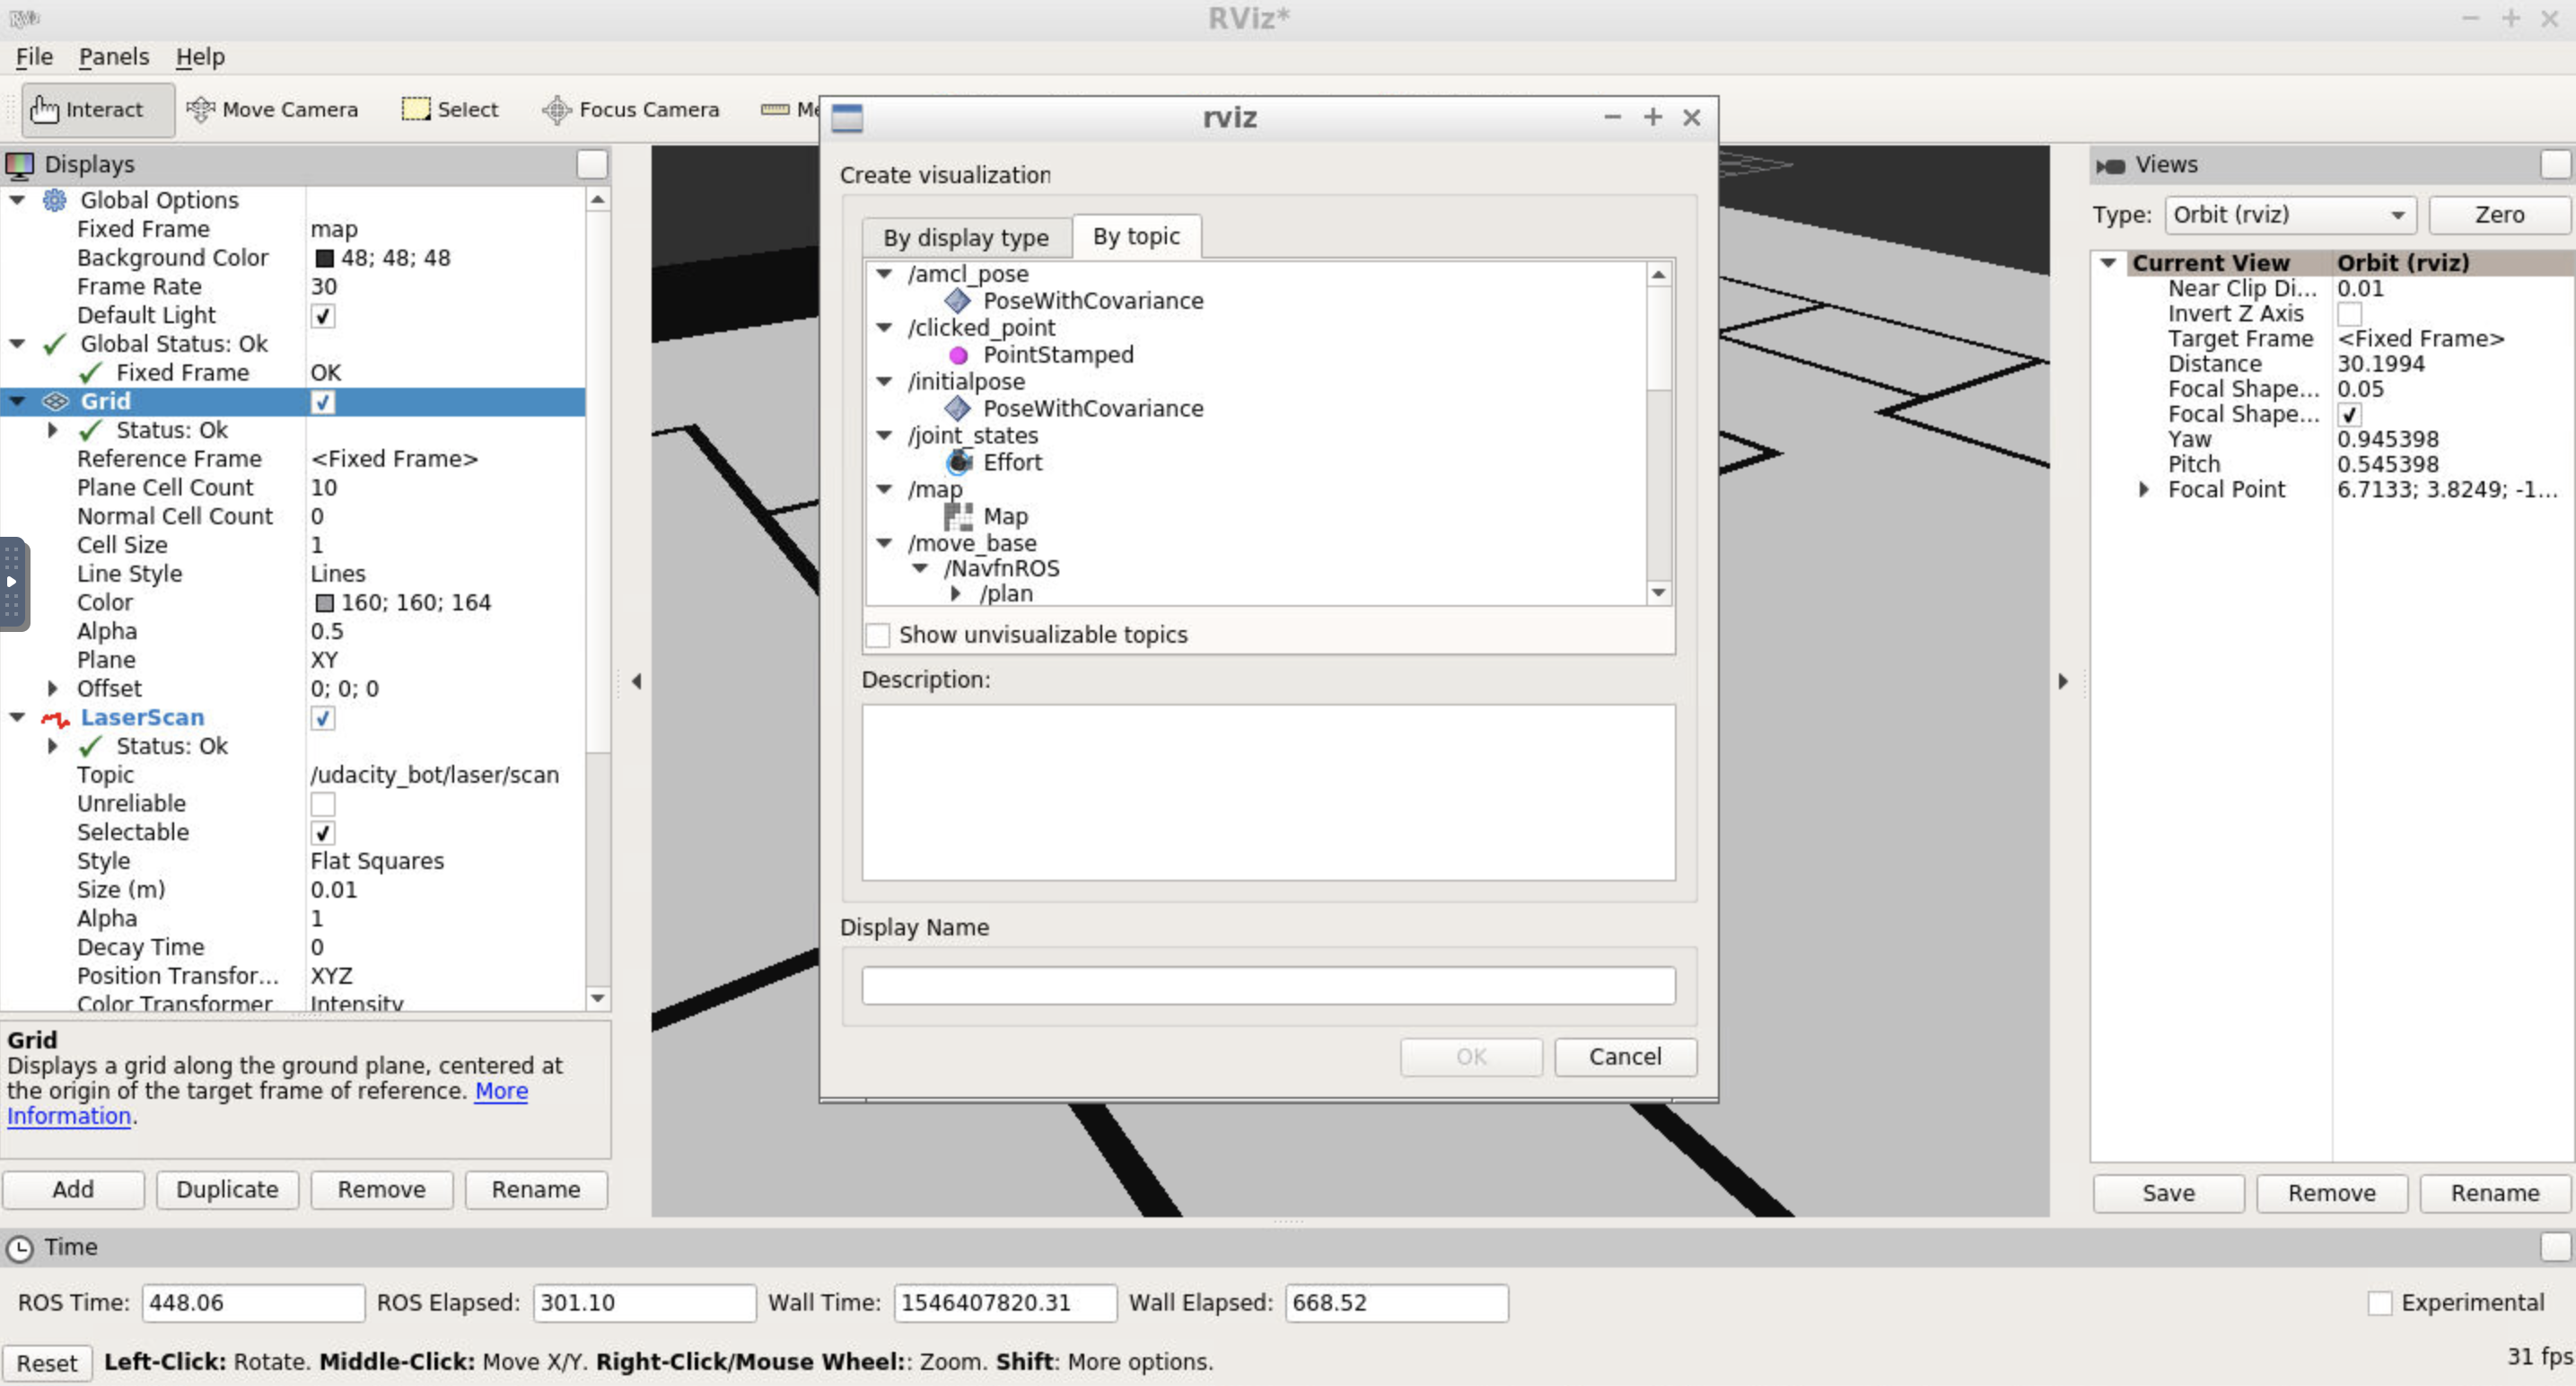 RViz*
File Panels Help
Interact Move Camera Select Focus Camera
Displays
Global Options
Fixed Frame map
Background Color 48; 48; 48
Frame Rate 30
Default Light
Global Status: Ok
Fixed Frame OK
Grid
Status: Ok
Reference Frame <Fixed Frame>
Plane Cell Count 10
Normal Cell Count 0
Cell Size 1
Line Style Lines
Color 160; 160; 164
Alpha 0.5
Plane XY
Offset 0; 0; 0
LaserScan
Status: Ok
Topic /udacity_bot/laser/scan
Unreliable
Selectable
Style Flat Squares
Size (m) 0.01
Alpha 1
Decay Time 0
Position Transfor... XYZ
Color Transformer Intensity
Grid
Displays a grid along the ground plane, centered at
the origin of the target frame of reference. More
Information.
Add Duplicate Remove Rename
rviz
Create visualization
By display type By topic
/amcl_pose
PoseWithCovariance
/clicked_point
PointStamped
/initialpose
PoseWithCovariance
/joint_states
Effort
/map
Map
/move_base
/NavfnROS
/plan
Show unvisualizable topics
Description:
Display Name
OK Cancel
Views
Type: Orbit (rviz) Zero
Current View Orbit (rviz)
Near Clip Di... 0.01
Invert Z Axis
Target Frame <Fixed Frame>
Distance 30.1994
Focal Shape... 0.05
Focal Shape...
Yaw 0.945398
Pitch 0.545398
Focal Point 6.7133; 3.8249; -1...
Save Remove Rename
Time
ROS Time: 448.06 ROS Elapsed: 301.10 Wall Time: 1546407820.31 Wall Elapsed: 668.52 Experimental
Reset Left-Click: Rotate. Middle-Click: Move X/Y. Right-Click/Mouse Wheel:: Zoom. Shift: More options. 31 fps